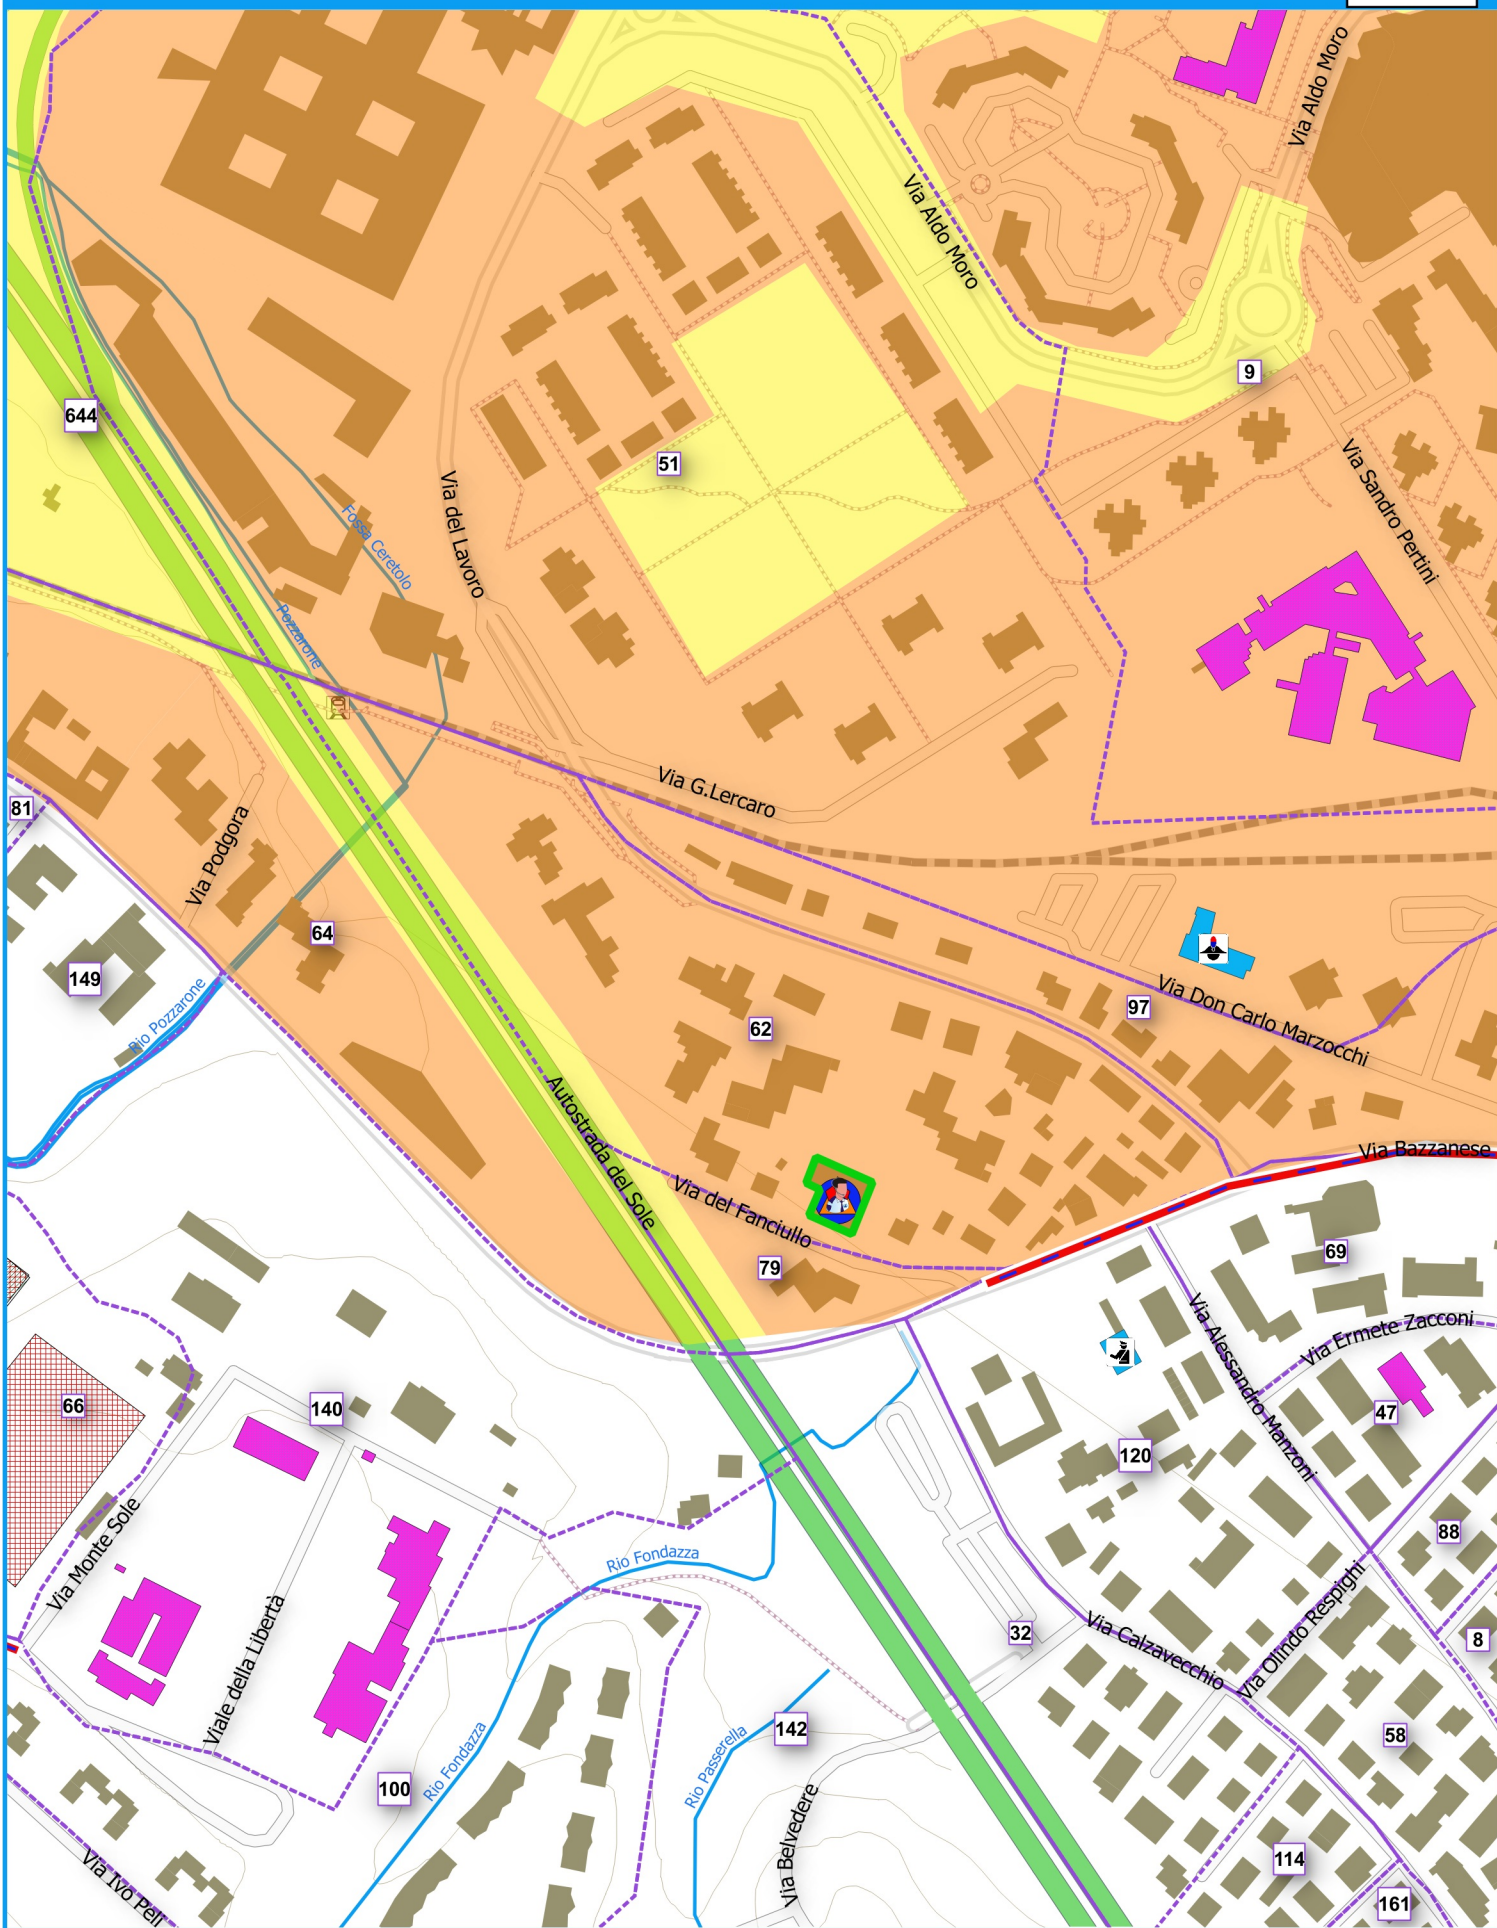 Via Aldo Moro
Via Aldo Moro
9
644
51
Via Sandro Pertini
Via del Lavoro
Fossa Ceretolo
Pozzarone
Via G.Lercaro
81
Via Podgora
64
149
Rio Pozzarone
62
97
Via Don Carlo Marzocchi
Autostrada del Sole
Via Bazzanese
Via del Fanciullo
79
69
Via Alessandro Manzoni
Via Ermete Zacconi
66
140
47
120
88
Via Monte Sole
Rio Fondazza
Via Olindo Respighi
32
Via Calzavecchio
8
Viale della Libertà
142
58
Rio Fondazza
100
Rio Passerella
Via Belvedere
114
Via Ivo Peli
161